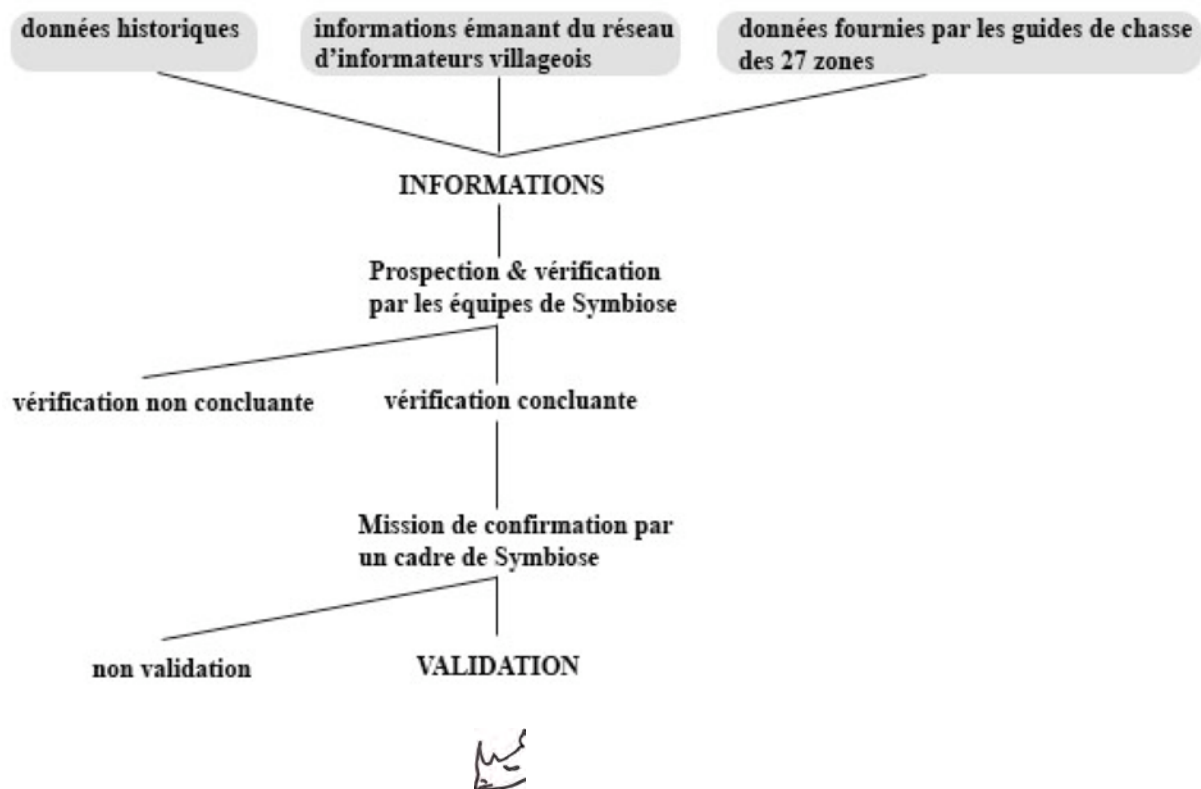 données historiques
informations émanant du réseau
d'informateurs villageois
données fournies par les guides de chasse
des 27 zones
INFORMATIONS
Prospection & vérification
par les équipes de Symbiose
vérification non concluante
vérification concluante
Mission de confirmation par
un cadre de Symbiose
non validation
VALIDATION